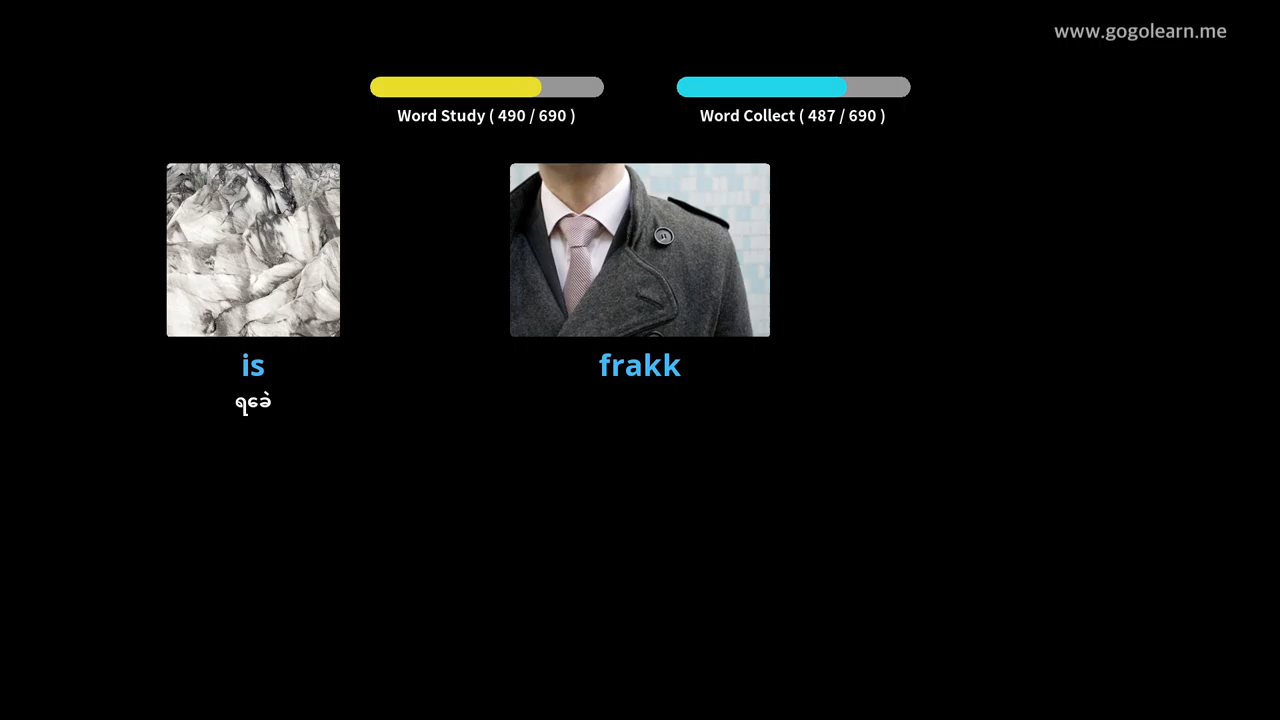 www.gogolearn.me
Word Study ( 490 / 690 )
Word Collect ( 487 / 690 )
is
ရခေဲ
frakk